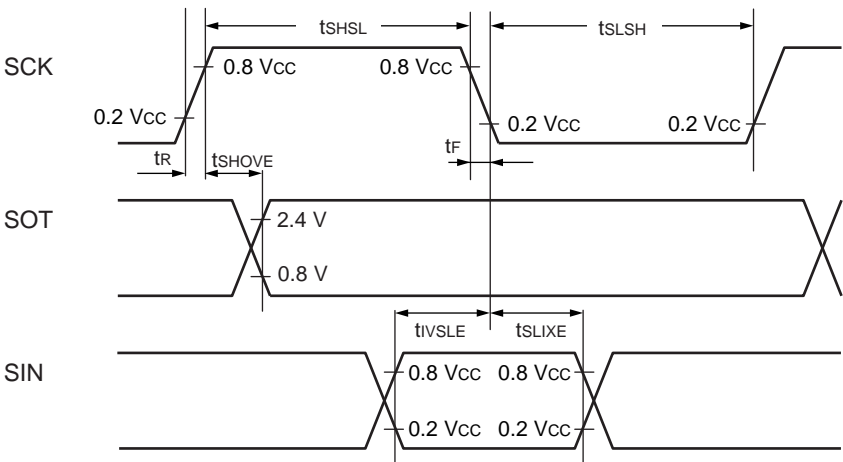 tSHSL
tSLSH
SCK
0.8 VCC
0.8 VCC
0.2 VCC
0.2 VCC
0.2 VCC
tR
tSHOVE
tF
SOT
2.4 V
0.8 V
tIVSLE
tSLIXE
SIN
0.8 VCC
0.8 VCC
0.2 VCC
0.2 VCC